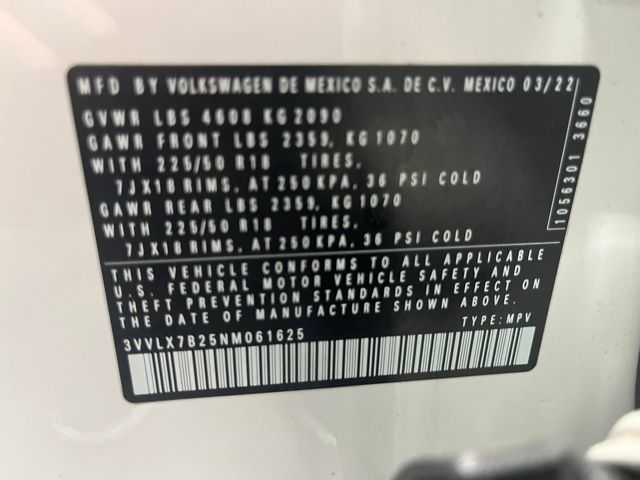 MFD BY VOLKSWAGEN DE MEXICO S.A. DE C.V. MEXICO 03/22
GVWR LBS 4608 KG 2090
GAWR FRONT LBS 2359, KG 1070
WITH 225/50 R18 TIRES,
7JX18 RIMS, AT 250 KPA, 36 PSI COLD
GAWR REAR LBS 2359, KG 1070
WITH 225/50 R18 TIRES,
7JX18 RIMS, AT 250 KPA, 36 PSI COLD
THIS VEHICLE CONFORMS TO ALL APPLICABLE
U.S. FEDERAL MOTOR VEHICLE SAFETY AND
THEFT PREVENTION STANDARDS IN EFFECT ON
THE DATE OF MANUFACTURE SHOWN ABOVE.
3VVLX7B25NM061625 TYPE: MPV
1056301 3660